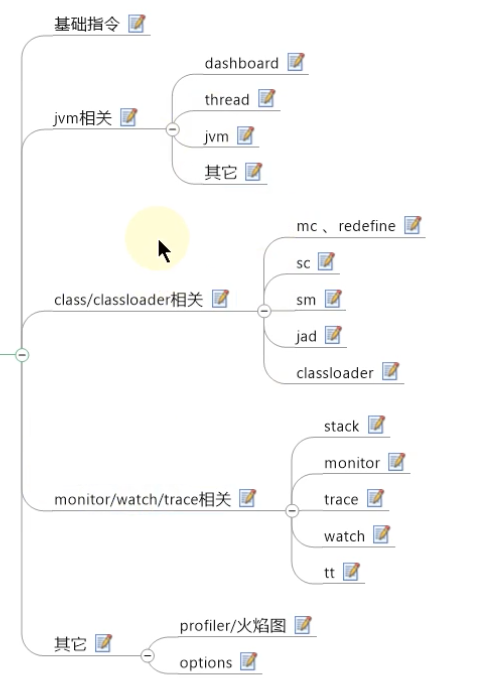 基础指令
dashboard
thread
jvm相关
jvm
其它
mc 、redefine
sc
class/classloader相关
sm
jad
classloader
stack
monitor
monitor/watch/trace相关
trace
watch
tt
profiler/火焰图
其它
options